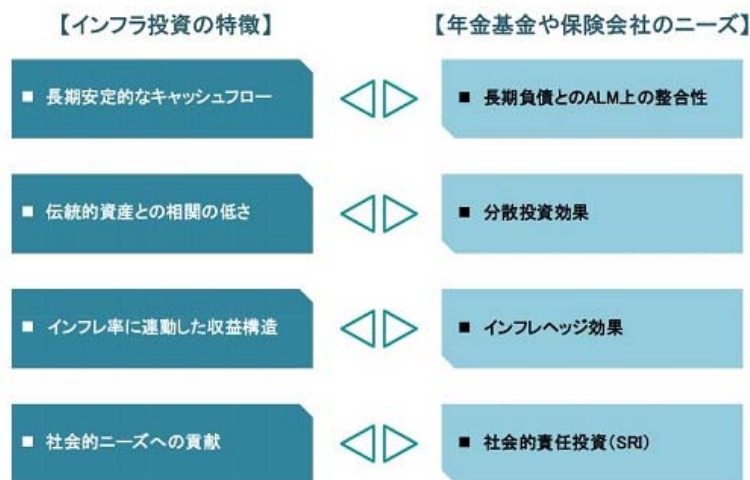 【インフラ投資の特徴】 【年金基金や保険会社のニーズ】
■ 長期安定的なキャッシュフロー ■ 長期負債とのALM上の整合性
■ 伝統的資産との相関の低さ ■ 分散投資効果
■ インフレ率に連動した収益構造 ■ インフレヘッジ効果
■ 社会的ニーズへの貢献 ■ 社会的責任投資(SRI)